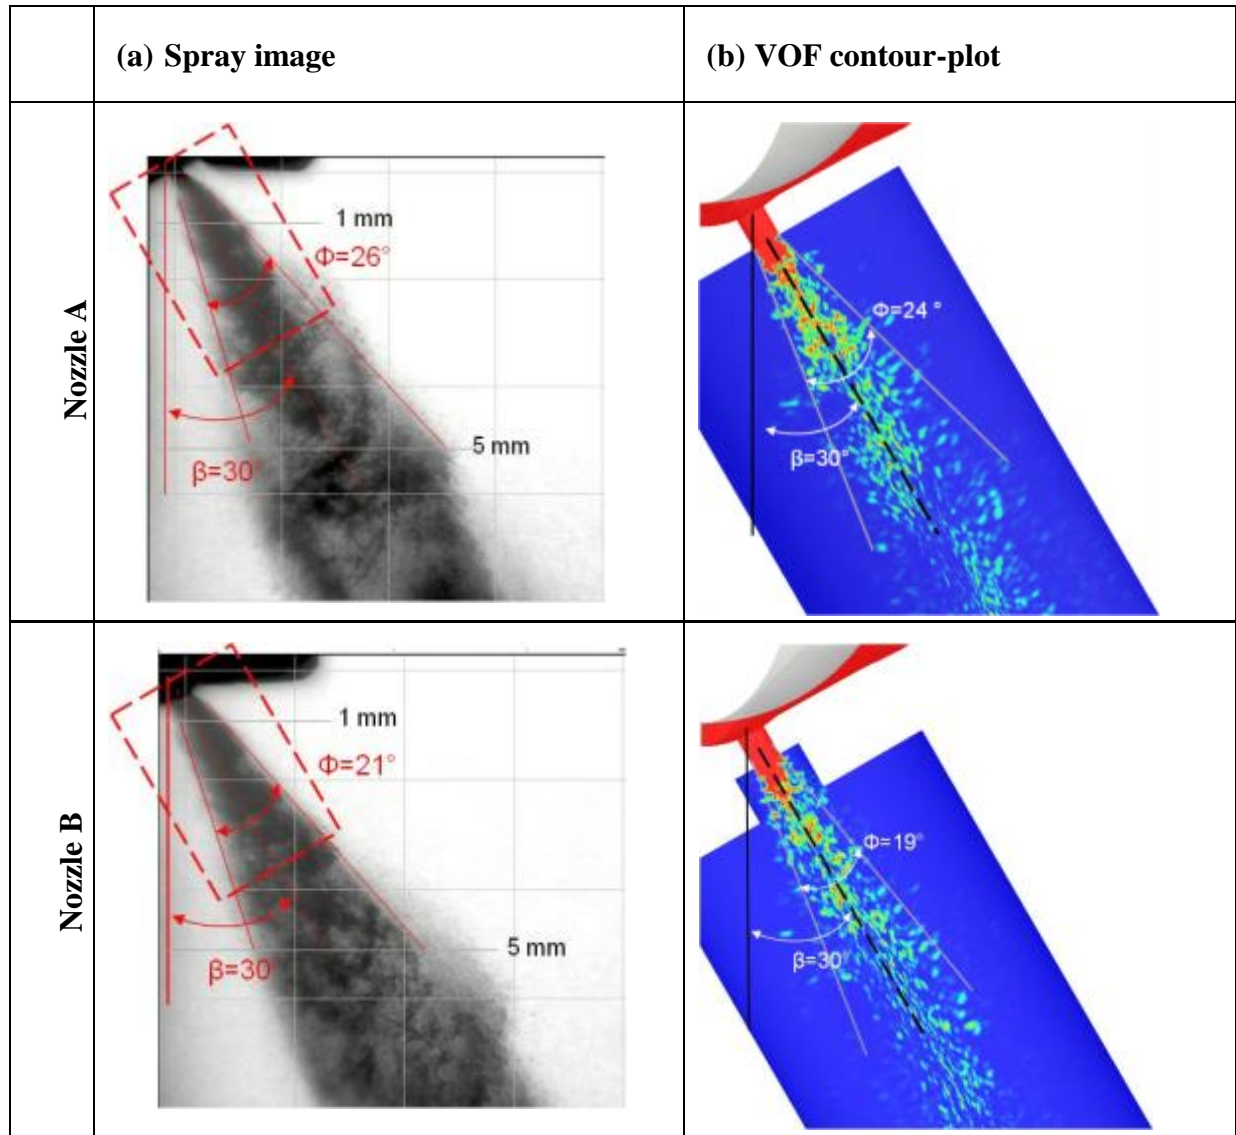 (a) Spray image
(b) VOF contour-plot
Nozzle A
1 mm
Φ=26°
5 mm
β=30°
Φ=24 °
β=30°
Nozzle B
1 mm
Φ=21°
5 mm
β=30
Φ=19°
β=30°